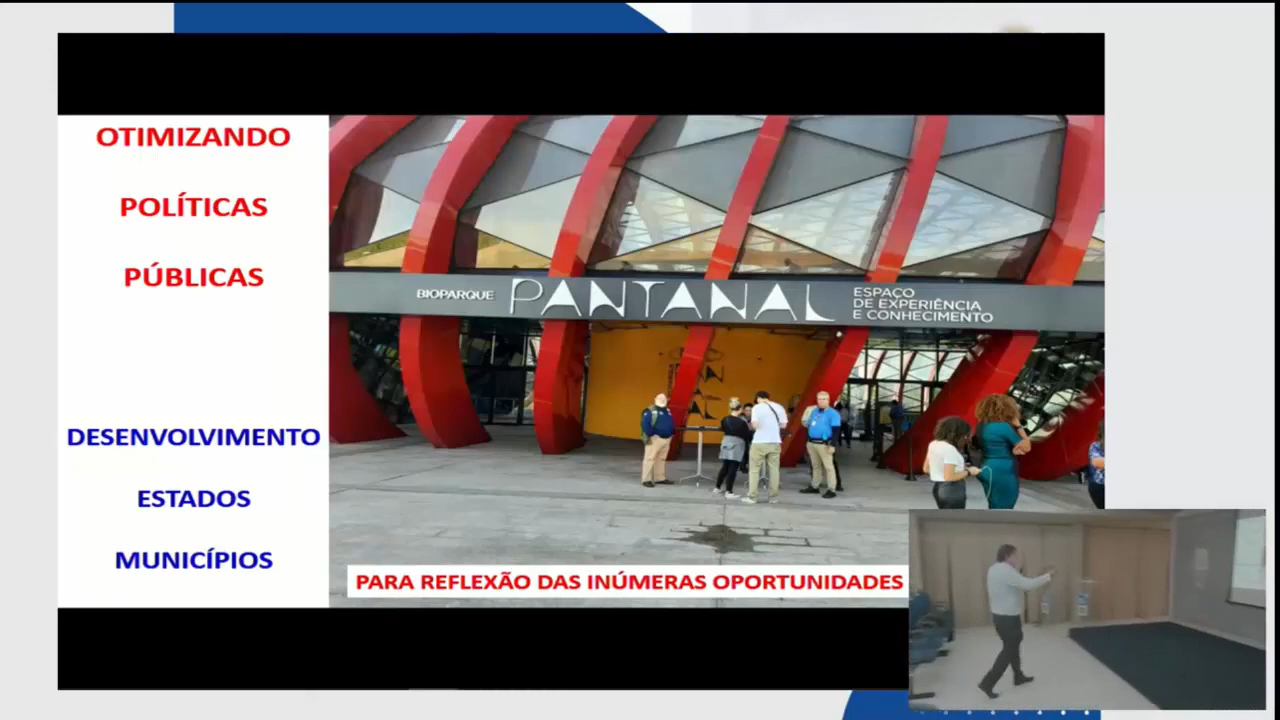 OTIMIZANDO
POLÍTICAS
PÚBLICAS
DESENVOLVIMENTO
ESTADOS
MUNICÍPIOS
BIOPARQUE PANTANAL
ESPAÇO
DE EXPERIÊNCIA
E CONHECIMENTO
PARA REFLEXÃO DAS INÚMERAS OPORTUNIDADES